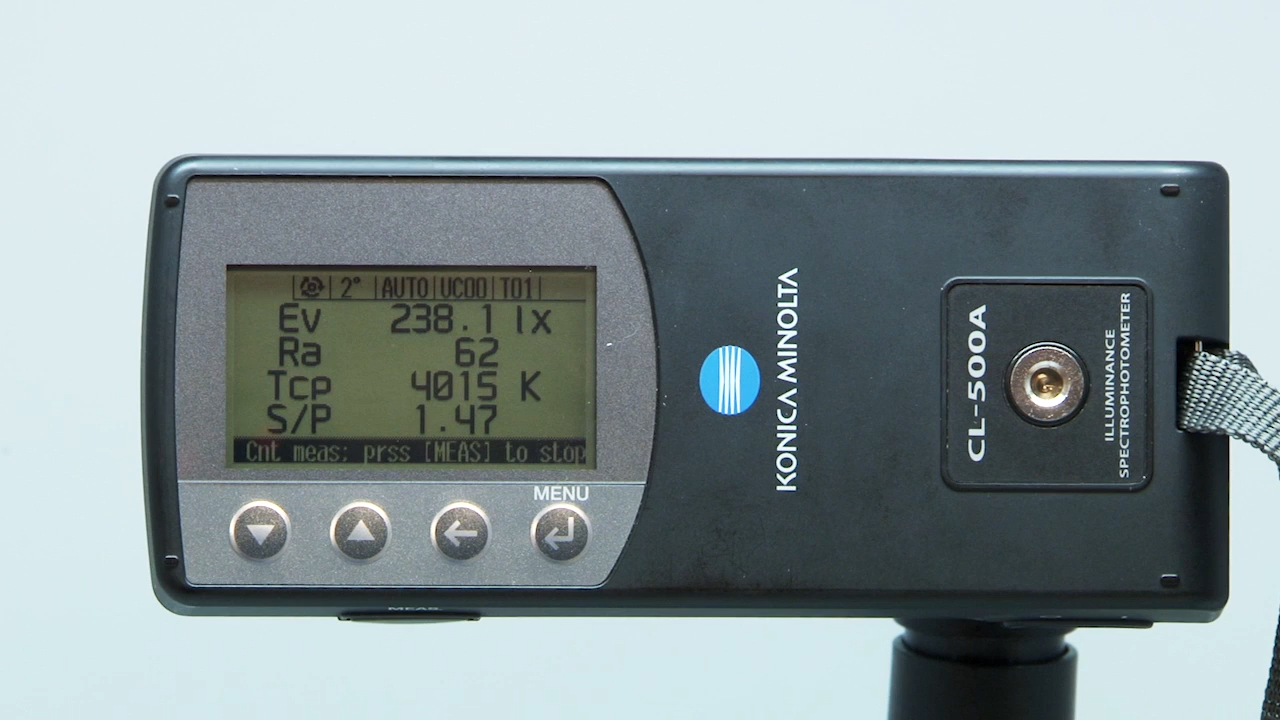 2° |AUTO|UC00|T01|
Ev 238.1 lx
Ra 62
Tcp 4015 K
S/P 1.47
Cnt meas: prss [MEAS] to stop
MENU
MEAS
KONICA MINOLTA
CL-500A
ILLUMINANCE
SPECTROPHOTOMETER